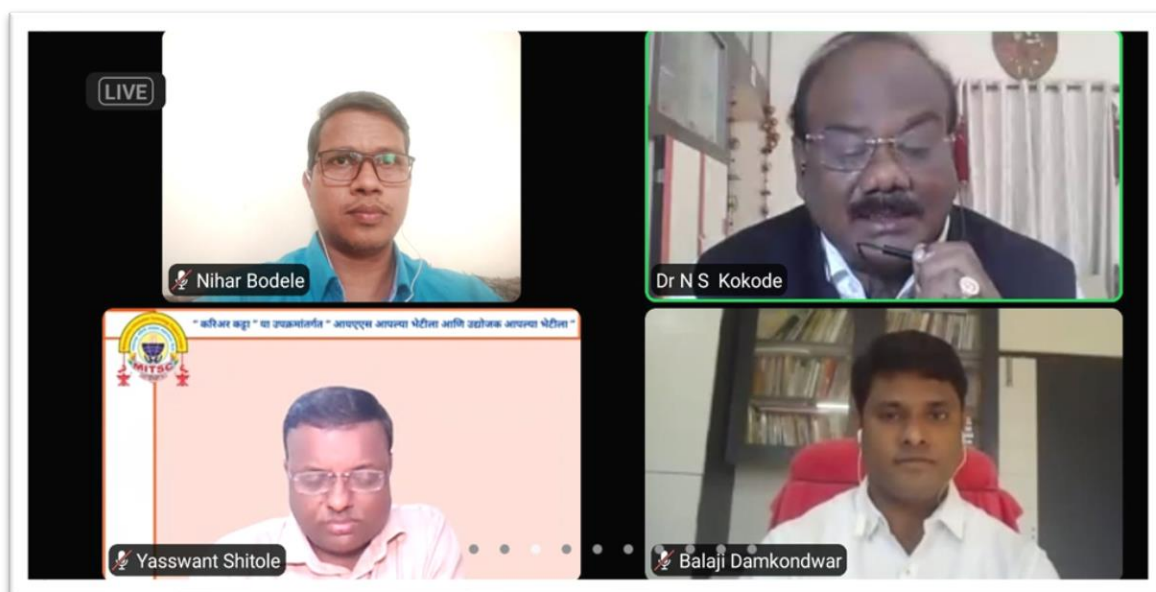 LIVE
Nihar Bodele
Dr N S Kokode
" करिअर कट्टा " या उपक्रमांतर्गत " आयएएस आपल्या भेटीला आणि उद्योजक आपल्या भेटीला "
MITSC
Yasswant Shitole
Balaji Damkondwar